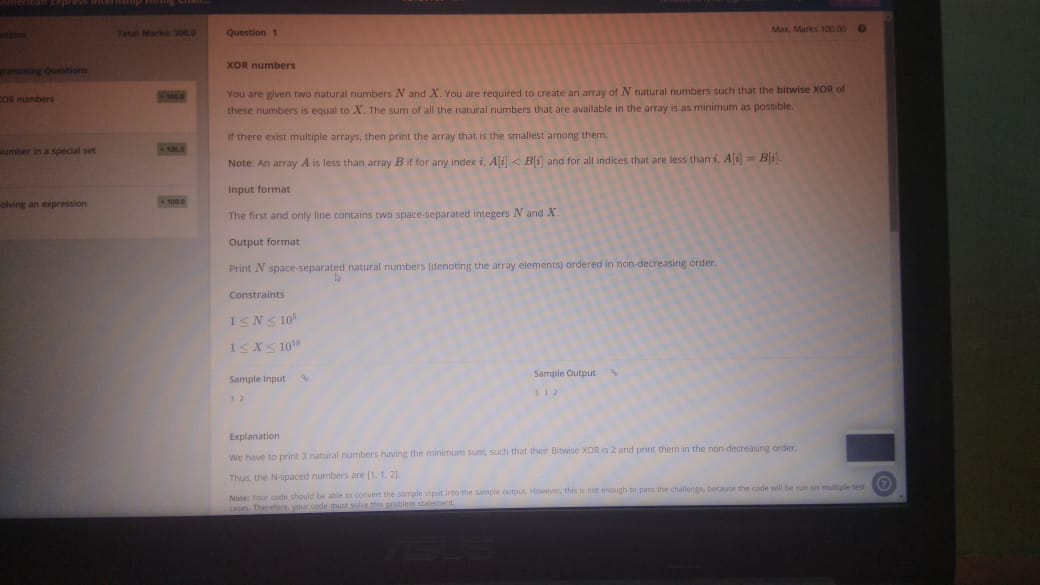 American Express Internship Hiring Chall...
Total Marks: 300.0
Programming Questions
XOR numbers
+ 100.0
Number in a special set
+ 100.0
olving an expression
+ 100.0
Question 1
Max. Marks 100.00
XOR numbers
You are given two natural numbers N and X. You are required to create an array of N natural numbers such that the bitwise XOR of
these numbers is equal to X. The sum of all the natural numbers that are available in the array is as minimum as possible.
If there exist multiple arrays, then print the array that is the smallest among them.
Note: An array A is less than array B if for any index i, A[i] < B[i] and for all indices that are less than i, A[i] = B[i].
Input format
The first and only line contains two space-separated integers N and X.
Output format
Print N space-separated natural numbers (denoting the array elements) ordered in non-decreasing order.
Constraints
1 ≤ N ≤ 10⁵
1 ≤ X ≤ 10¹⁸
Sample Input
3 2
Sample Output
1 1 2
Explanation
We have to print 3 natural numbers having the minimum sum, such that their Bitwise XOR is 2 and print them in the non-decreasing order.
Thus, the N-spaced numbers are [1, 1, 2].
Note: Your code should be able to convert the sample input into the sample output. However, this is not enough to pass the challenge, because the code will be run on multiple test
cases. Therefore, your code must solve this problem statement.
ASUS